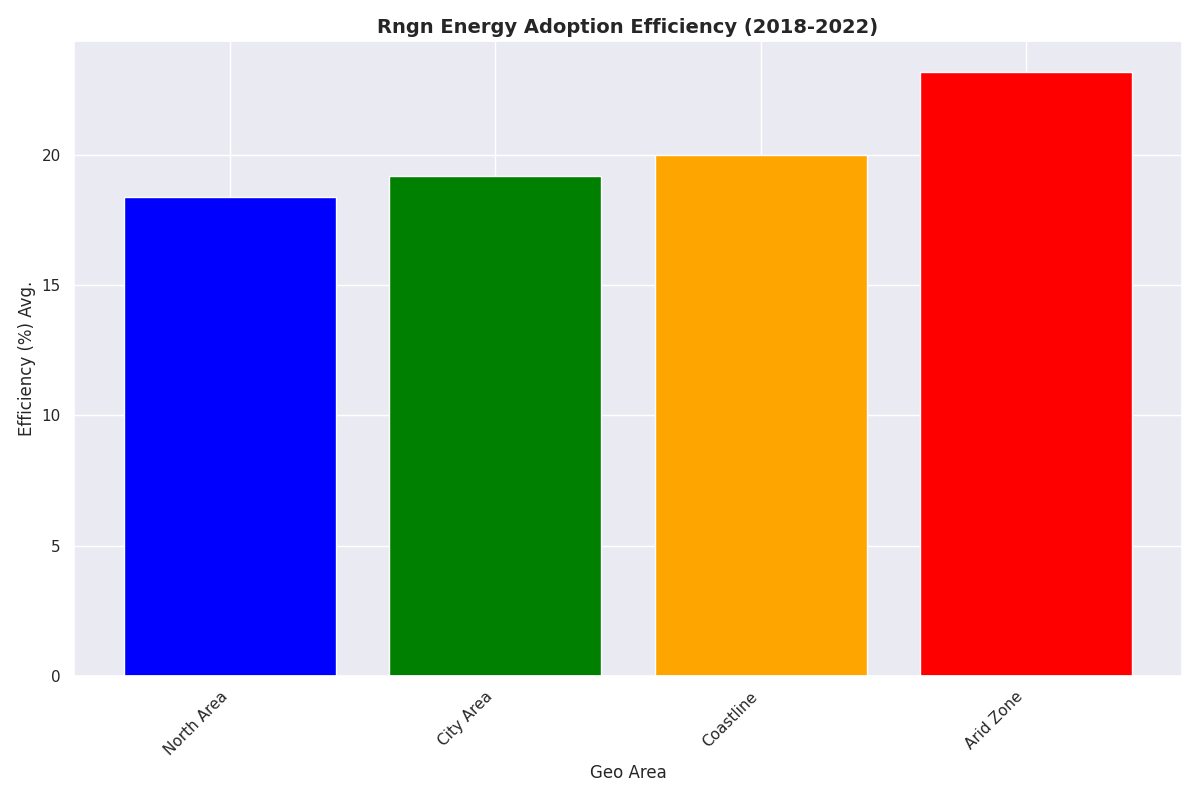 Rngn Energy Adoption Efficiency (2018-2022)
Efficiency (%) Avg.
20
15
10
5
0
North Area
City Area
Coastline
Arid Zone
Geo Area